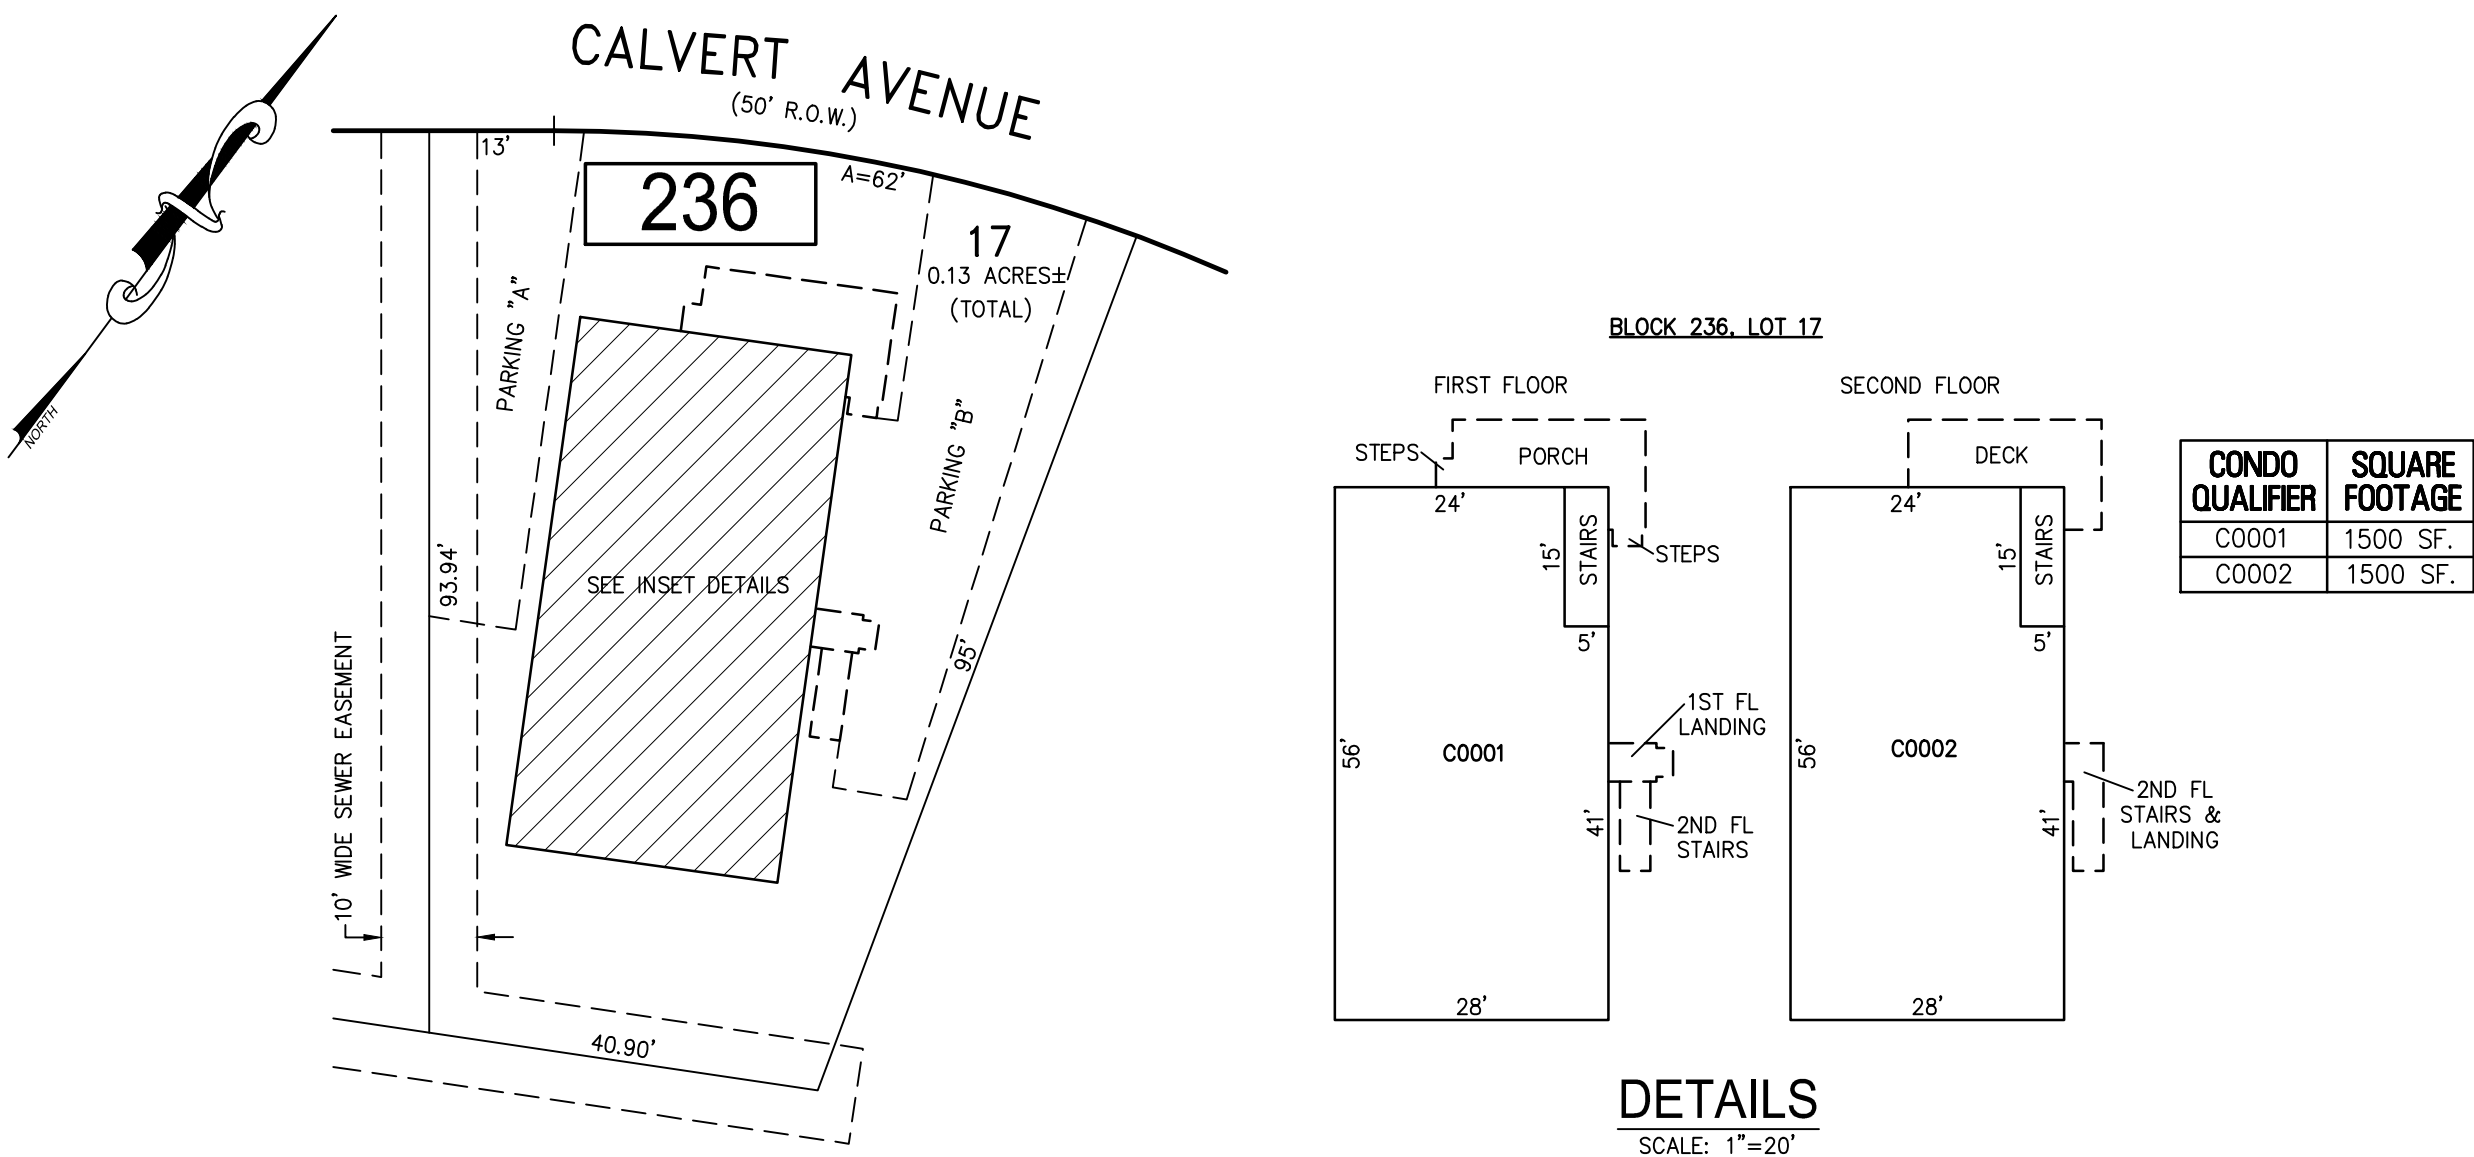 CALVERT AVENUE
(50' R.O.W.)
NORTH
13'
236
A=62'
17
0.13 ACRES±
(TOTAL)
PARKING "A"
PARKING "B"
93.94'
SEE INSET DETAILS
95'
10' WIDE SEWER EASEMENT
40.90'
BLOCK 236, LOT 17
FIRST FLOOR
STEPS
PORCH
24'
15'
STAIRS
STEPS
5'
1ST FL
LANDING
56'
C0001
41'
2ND FL
STAIRS
28'
SECOND FLOOR
DECK
24'
15'
STAIRS
5'
56'
C0002
41'
2ND FL
STAIRS &
LANDING
28'
CONDO QUALIFIER SQUARE FOOTAGE
C0001 1500 SF.
C0002 1500 SF.
DETAILS
SCALE: 1"=20'